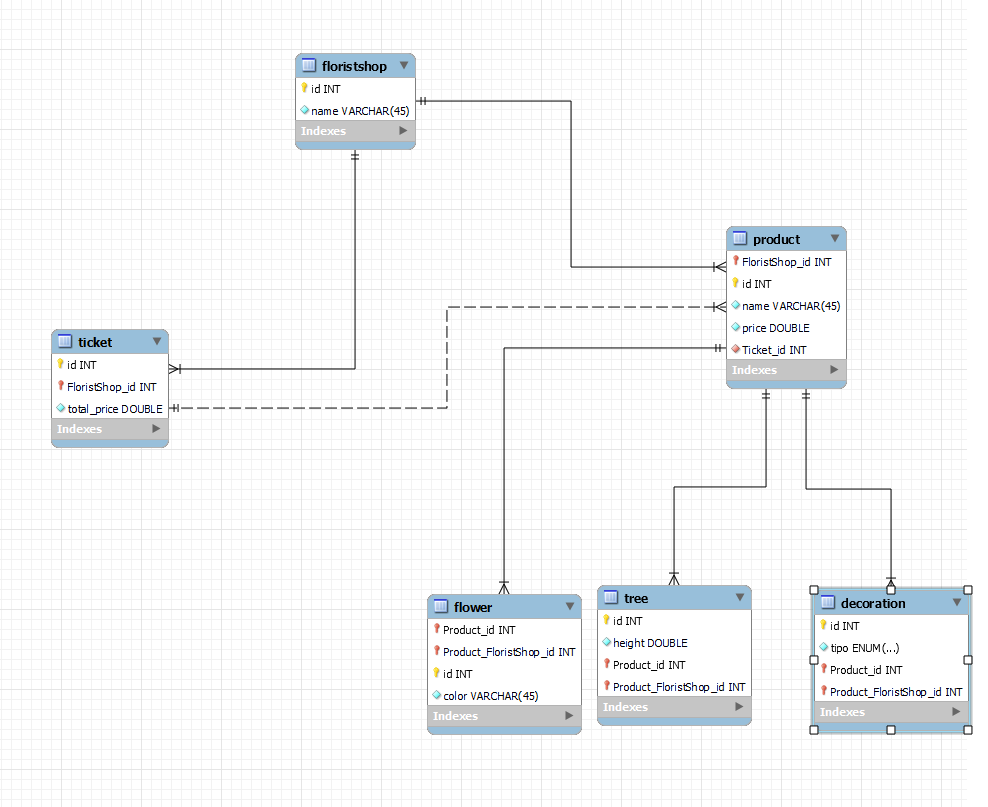 floristshop
id INT
name VARCHAR(45)
Indexes
product
FloristShop_id INT
id INT
name VARCHAR(45)
price DOUBLE
Ticket_id INT
Indexes
ticket
id INT
FloristShop_id INT
total_price DOUBLE
Indexes
flower
Product_id INT
Product_FloristShop_id INT
id INT
color VARCHAR(45)
Indexes
tree
id INT
height DOUBLE
Product_id INT
Product_FloristShop_id INT
Indexes
decoration
id INT
tipo ENUM(...)
Product_id INT
Product_FloristShop_id INT
Indexes